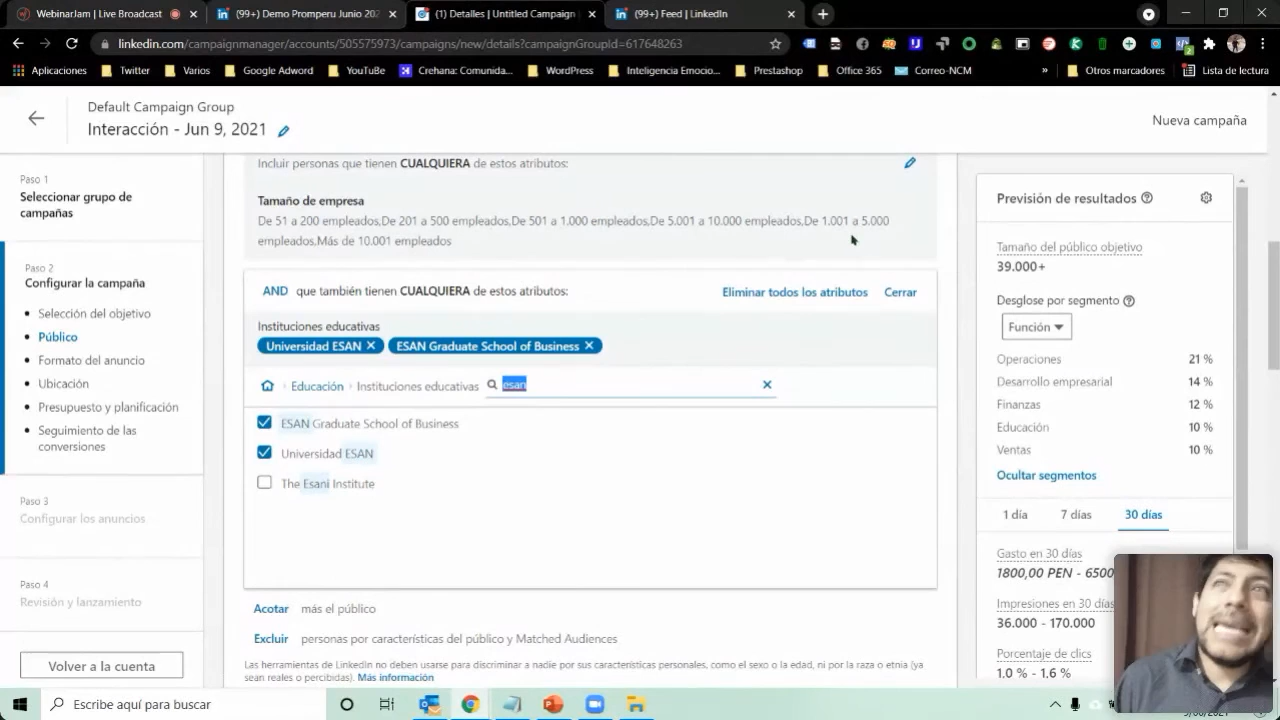 WebinarJam | Live Broadcast
(99+) Demo Promperu Junio 202
(1) Detalles | Untitled Campaign
(99+) Feed | LinkedIn
linkedin.com/campaignmanager/accounts/505575973/campaigns/new/details?campaignGroupId=617648263
Aplicaciones
Twitter
Varios
Google Adword
YouTube
Crehana: Comunida...
WordPress
Inteligencia Emocio...
Prestashop
Office 365
Correo-NCM
»
Otros marcadores
Lista de lectura
Default Campaign Group
Interacción - Jun 9, 2021
Nueva campaña
Paso 1
Seleccionar grupo de
campañas
Paso 2
Configurar la campaña
Selección del objetivo
Público
Formato del anuncio
Ubicación
Presupuesto y planificación
Seguimiento de las
conversiones
Paso 3
Configurar los anuncios
Paso 4
Revisión y lanzamiento
Volver a la cuenta
Incluir personas que tienen CUALQUIERA de estos atributos:
Tamaño de empresa
De 51 a 200 empleados,De 201 a 500 empleados,De 501 a 1.000 empleados,De 5.001 a 10.000 empleados,De 1.001 a 5.000
empleados,Más de 10.001 empleados
AND que también tienen CUALQUIERA de estos atributos:
Eliminar todos los atributos
Cerrar
Instituciones educativas
Universidad ESAN
ESAN Graduate School of Business
Educación
Instituciones educativas
esan
ESAN Graduate School of Business
Universidad ESAN
The Esani Institute
Acotar más el público
Excluir personas por características del público y Matched Audiences
Las herramientas de LinkedIn no deben usarse para discriminar a nadie por sus características personales, como el sexo o la edad, ni por la raza o etnia (ya
sean reales o percibidas). Más información
Previsión de resultados
Tamaño del público objetivo
39.000+
Desglose por segmento
Función
Operaciones 21 %
Desarrollo empresarial 14 %
Finanzas 12 %
Educación 10 %
Ventas 10 %
Ocultar segmentos
1 día
7 días
30 días
Gasto en 30 días
1800,00 PEN - 6500
Impresiones en 30 días
36.000 - 170.000
Porcentaje de clics
1.0 % - 1.6 %
Escribe aquí para buscar